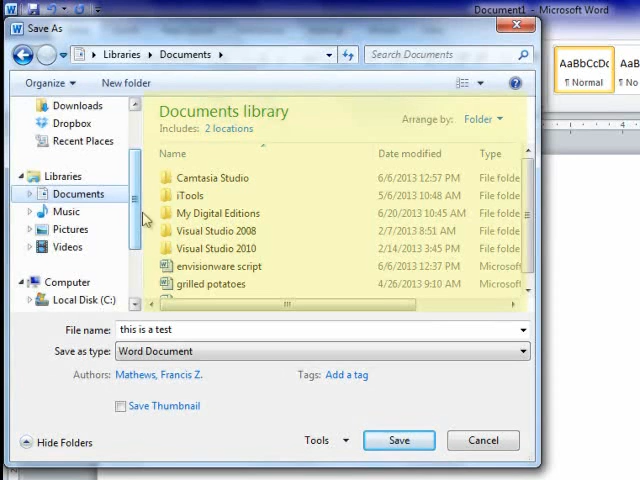 Document1 - Microsoft Word
Save As
Libraries Documents
Search Documents
Organize New folder
AaBbCcDc
¶ Normal
¶ No
Downloads
Dropbox
Recent Places
Libraries
Documents
Music
Pictures
Videos
Computer
Local Disk (C:)
Documents library
Includes: 2 locations
Arrange by: Folder
Name Date modified Type
Camtasia Studio 6/6/2013 12:57 PM File folde
iTools 5/6/2013 10:48 AM File folde
My Digital Editions 6/20/2013 10:45 AM File folde
Visual Studio 2008 2/7/2013 8:51 AM File folde
Visual Studio 2010 2/14/2013 3:45 PM File folde
envisionware script 6/6/2013 12:37 PM Microsof
grilled potatoes 4/26/2013 9:10 AM Microsof
File name: this is a test
Save as type: Word Document
Authors: Mathews, Francis Z. Tags: Add a tag
Save Thumbnail
Hide Folders Tools Save Cancel
4